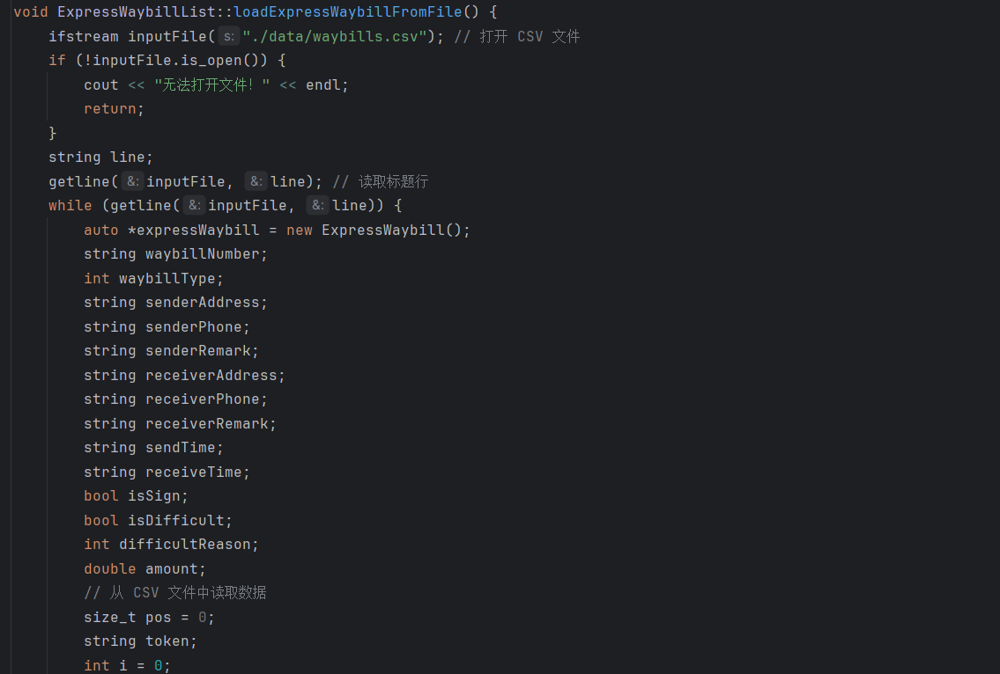 void ExpressWaybillList::loadExpressWaybillFromFile() {
    ifstream inputFile( s: "./data/waybills.csv"); // 打开 CSV 文件
    if (!inputFile.is_open()) {
        cout << "无法打开文件！" << endl;
        return;
    }
    string line;
    getline( &: inputFile, &: line); // 读取标题行
    while (getline( &: inputFile, &: line)) {
        auto *expressWaybill = new ExpressWaybill();
        string waybillNumber;
        int waybillType;
        string senderAddress;
        string senderPhone;
        string senderRemark;
        string receiverAddress;
        string receiverPhone;
        string receiverRemark;
        string sendTime;
        string receiveTime;
        bool isSign;
        bool isDifficult;
        int difficultReason;
        double amount;
        // 从 CSV 文件中读取数据
        size_t pos = 0;
        string token;
        int i = 0;